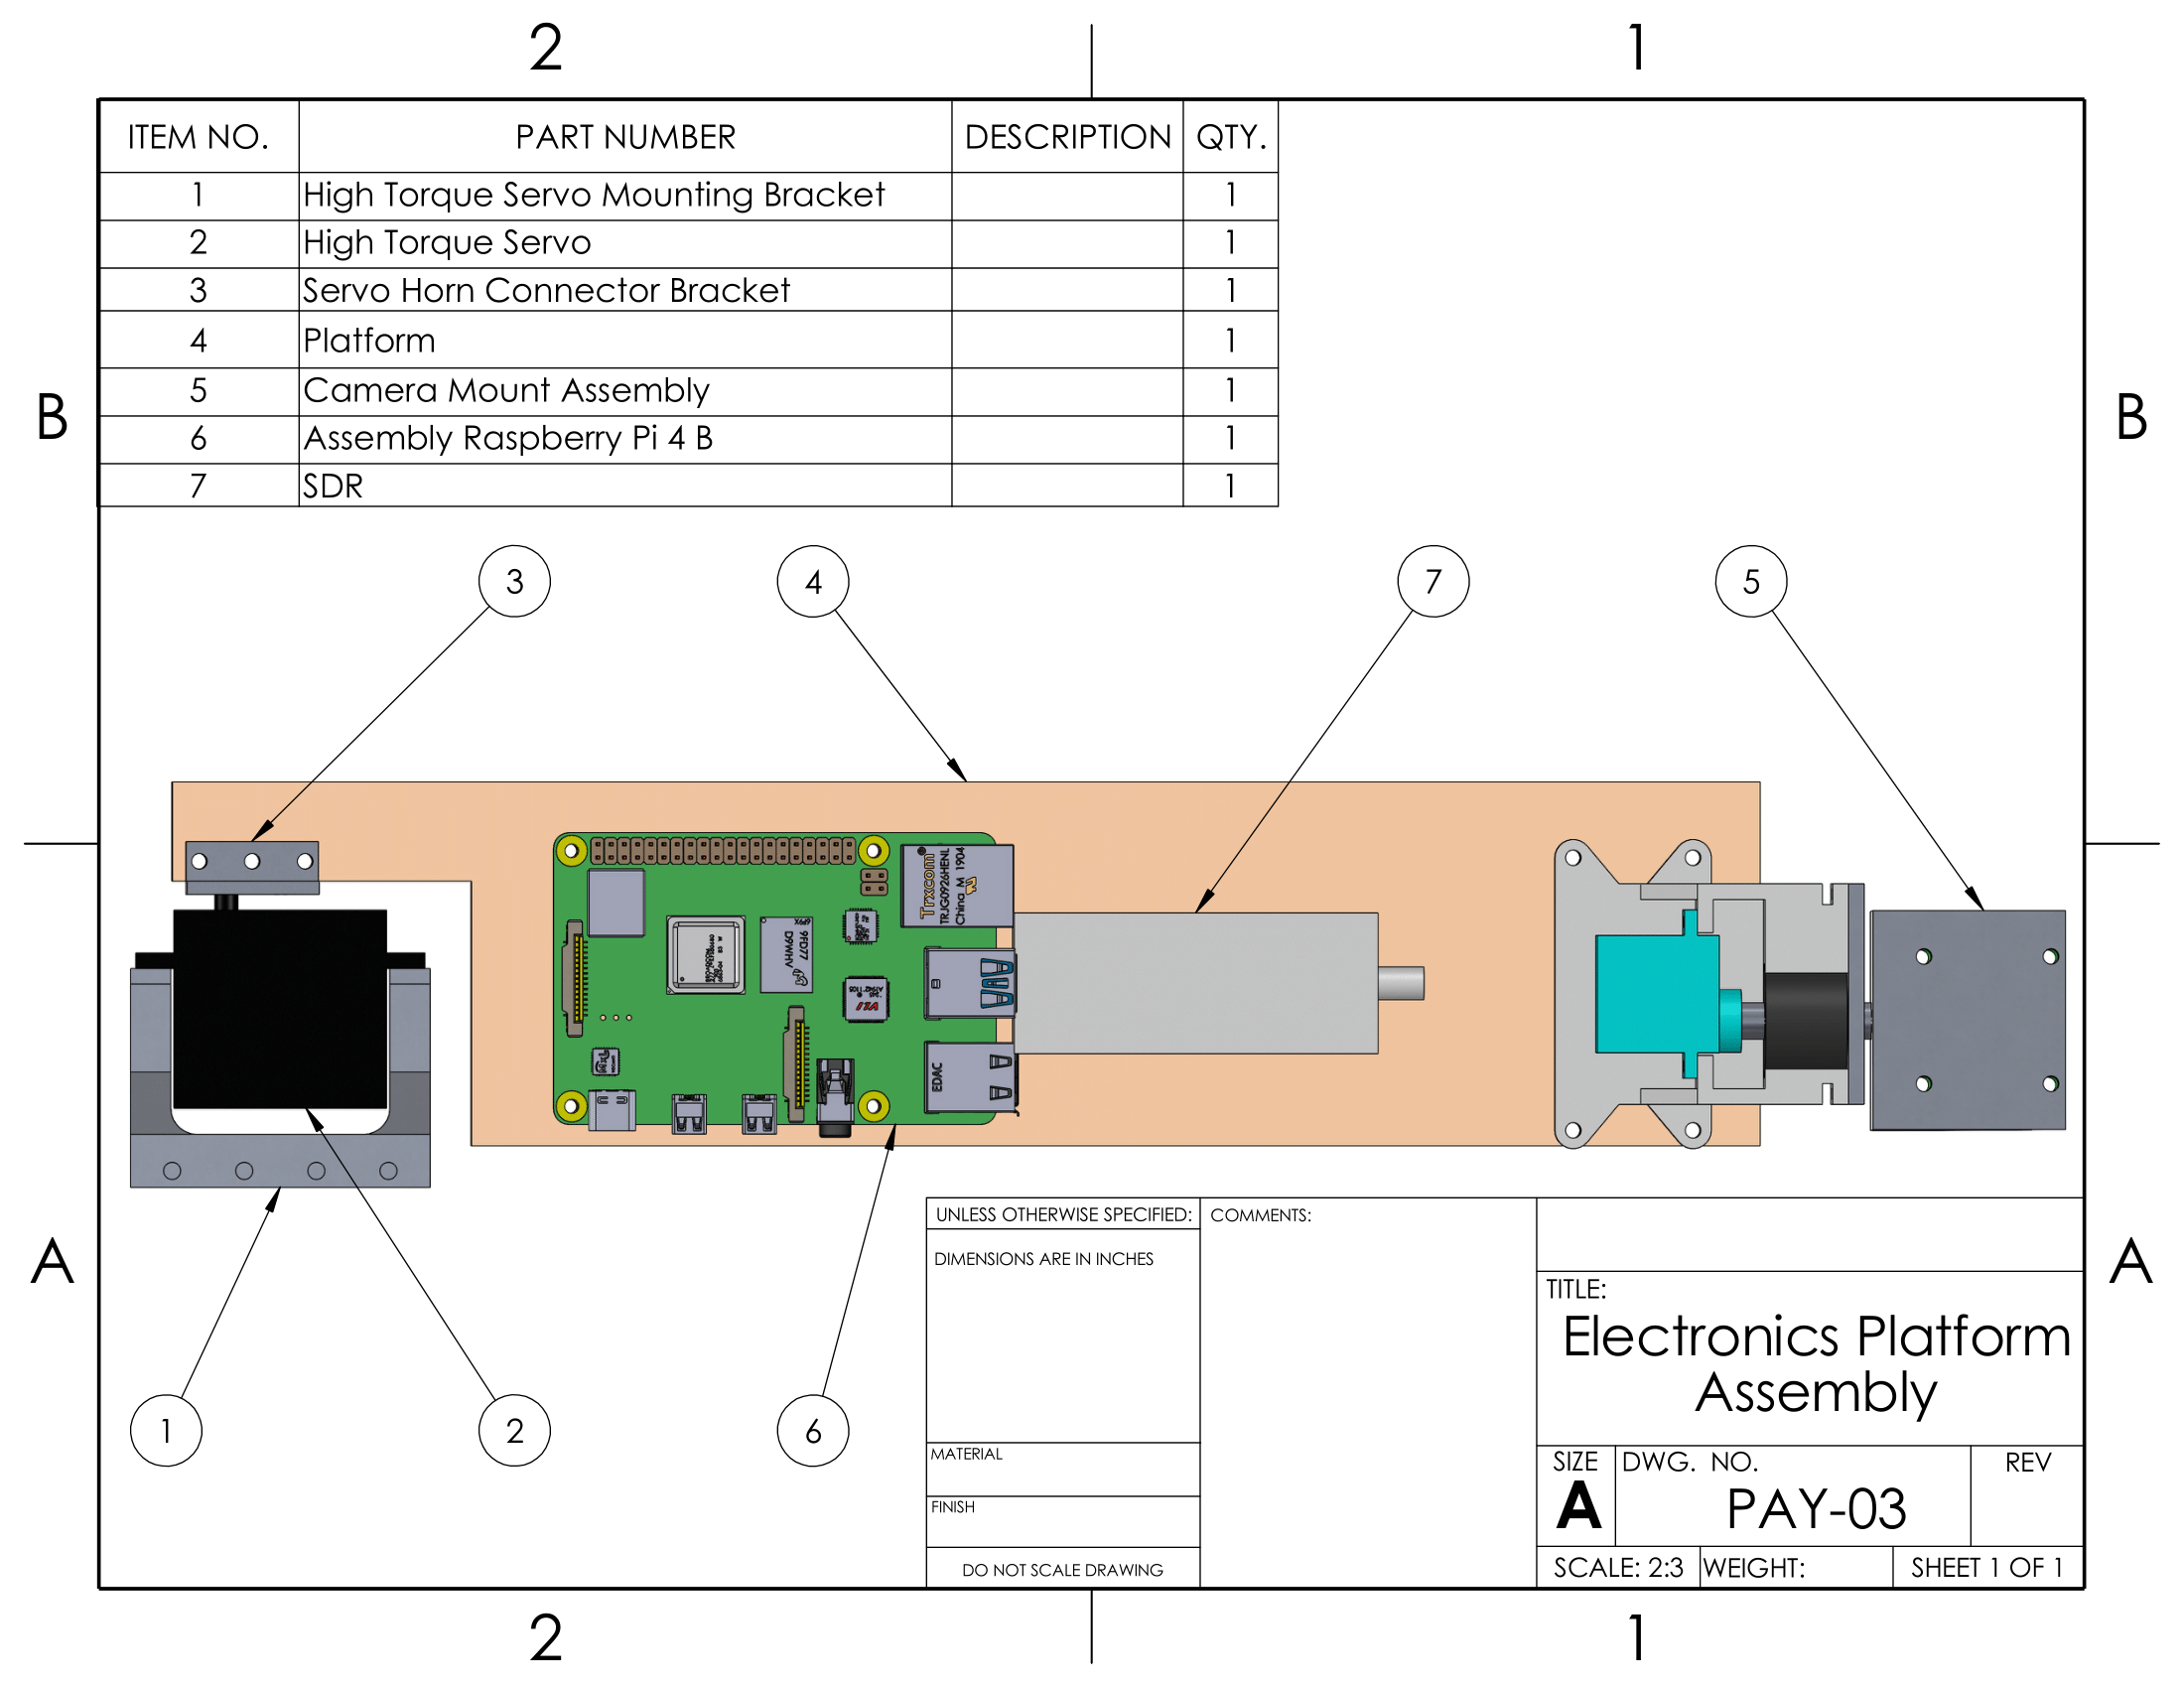 2 1
ITEM NO. PART NUMBER DESCRIPTION QTY.
1 High Torque Servo Mounting Bracket 1
2 High Torque Servo 1
3 Servo Horn Connector Bracket 1
4 Platform 1
5 Camera Mount Assembly 1
6 Assembly Raspberry Pi 4 B 1
7 SDR 1
B B
3 4 7 5
Trxcom
TRJG0926HENL
China M 1904
9FD77
D9WHV
EDAC
A A
1 2 6
UNLESS OTHERWISE SPECIFIED:
DIMENSIONS ARE IN INCHES
MATERIAL
FINISH
DO NOT SCALE DRAWING
COMMENTS:
TITLE:
Electronics Platform
Assembly
SIZE DWG. NO. REV
A PAY-03
SCALE: 2:3 WEIGHT: SHEET 1 OF 1
2 1